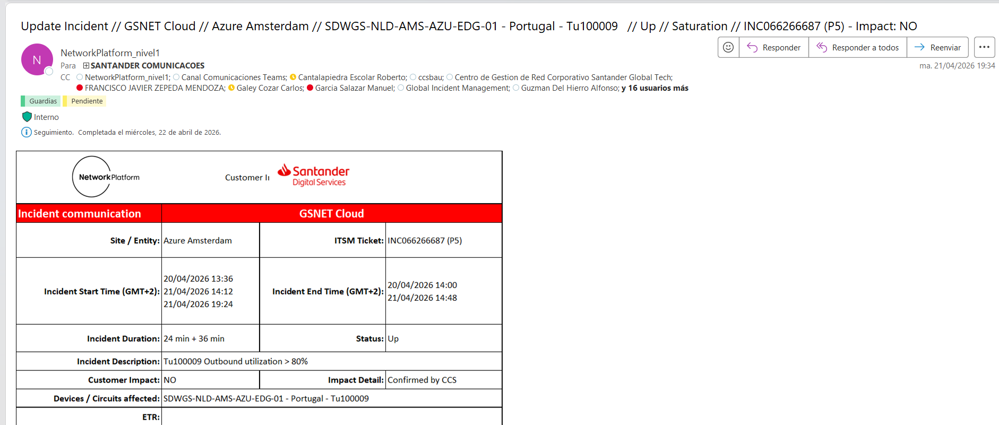 Update Incident // GSNET Cloud // Azure Amsterdam // SDWGS-NLD-AMS-AZU-EDG-01 - Portugal - Tu100009 // Up // Saturation // INC066266687 (P5) - Impact: NO
N
NetworkPlatform_nivel1
Responder
Responder a todos
Reenviar
Para SANTANDER COMUNICACOES
ma. 21/04/2026 19:34
CC NetworkPlatform_nivel1; Canal Comunicaciones Teams; Cantalapiedra Escolar Roberto; ccsbau; Centro de Gestion de Red Corporativo Santander Global Tech;
FRANCISCO JAVIER ZEPEDA MENDOZA; Galey Cozar Carlos; Garcia Salazar Manuel; Global Incident Management; Guzman Del Hierro Alfonso; y 16 usuarios más
Guardias Pendiente
Interno
Seguimiento. Completada el miércoles, 22 de abril de 2026.
NetworkPlatform
Customer
Santander
Digital Services
Incident communication GSNET Cloud
Site / Entity: Azure Amsterdam ITSM Ticket: INC066266687 (P5)
Incident Start Time (GMT+2): 20/04/2026 13:36
21/04/2026 14:12
21/04/2026 19:24
Incident End Time (GMT+2): 20/04/2026 14:00
21/04/2026 14:48
Incident Duration: 24 min + 36 min Status: Up
Incident Description: Tu100009 Outbound utilization > 80%
Customer Impact: NO Impact Detail: Confirmed by CCS
Devices / Circuits affected: SDWGS-NLD-AMS-AZU-EDG-01 - Portugal - Tu100009
ETR: